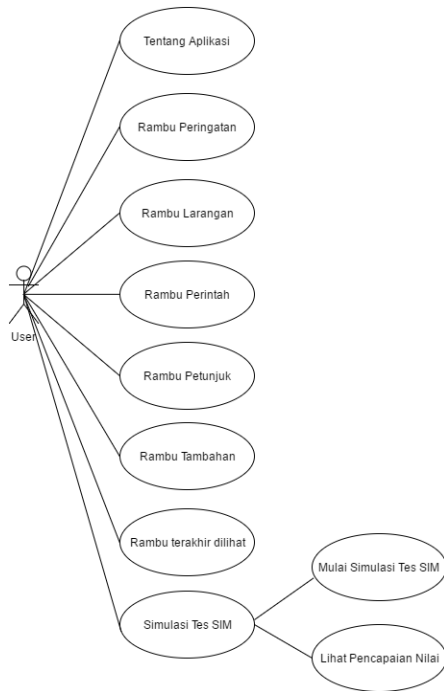 Tentang Aplikasi
Rambu Peringatan
Rambu Larangan
Rambu Perintah
User
Rambu Petunjuk
Rambu Tambahan
Rambu terakhir dilihat
Mulai Simulasi Tes SIM
Simulasi Tes SIM
Lihat Pencapaian Nilai